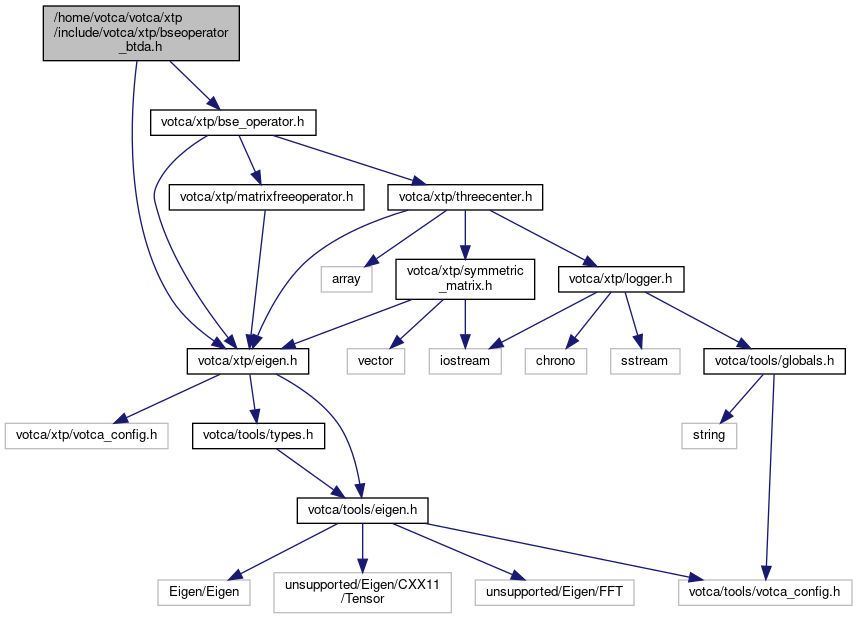 /home/votca/votca/xtp
/include/votca/xtp/bseoperator
_btda.h
votca/xtp/bse_operator.h
votca/xtp/matrixfreeoperator.h
votca/xtp/threecenter.h
array
votca/xtp/symmetric
_matrix.h
votca/xtp/logger.h
votca/xtp/eigen.h
vector
iostream
chrono
sstream
votca/tools/globals.h
votca/xtp/votca_config.h
votca/tools/types.h
string
votca/tools/eigen.h
Eigen/Eigen
unsupported/Eigen/CXX11
/Tensor
unsupported/Eigen/FFT
votca/tools/votca_config.h